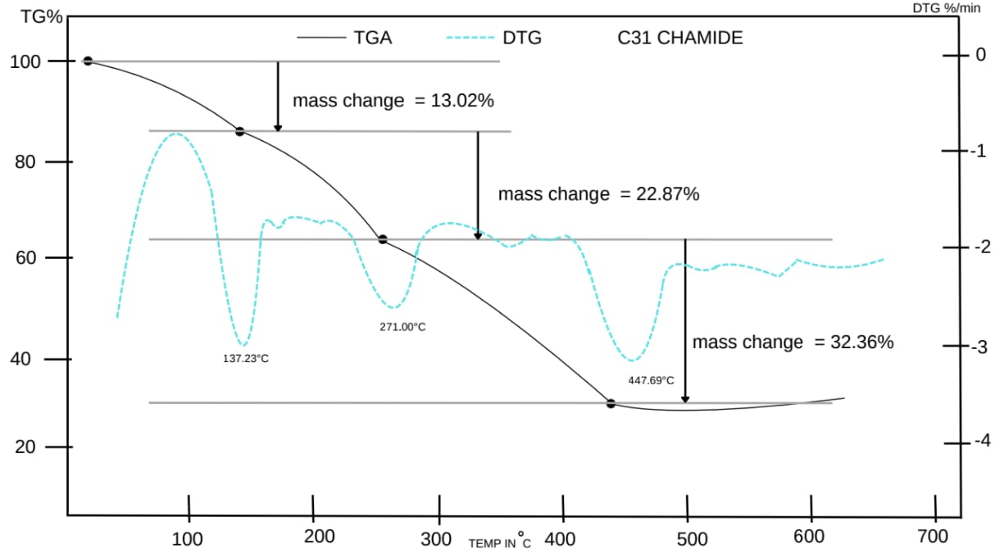 TG%
DTG %/min
TGA
DTG
C31 CHAMIDE
100
0
mass change = 13.02%
80
-1
mass change = 22.87%
60
-2
271.00°C
40
137.23°C
mass change = 32.36%
-3
447.69°C
20
-4
100
200
300
TEMP IN °C
400
500
600
700